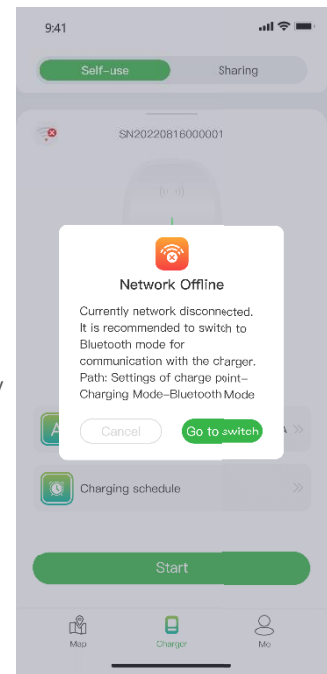 9:41
Self-use
Sharing
SN20220816000001
Network Offline
Currently network disconnected.
It is recommended to switch to
Bluetooth mode for
communication with the charger.
Path: Settings of charge point-
Charging Mode-Bluetooth Mode
Cancel
Go to switch
A
A
Charging schedule
Start
Map
Charger
Me